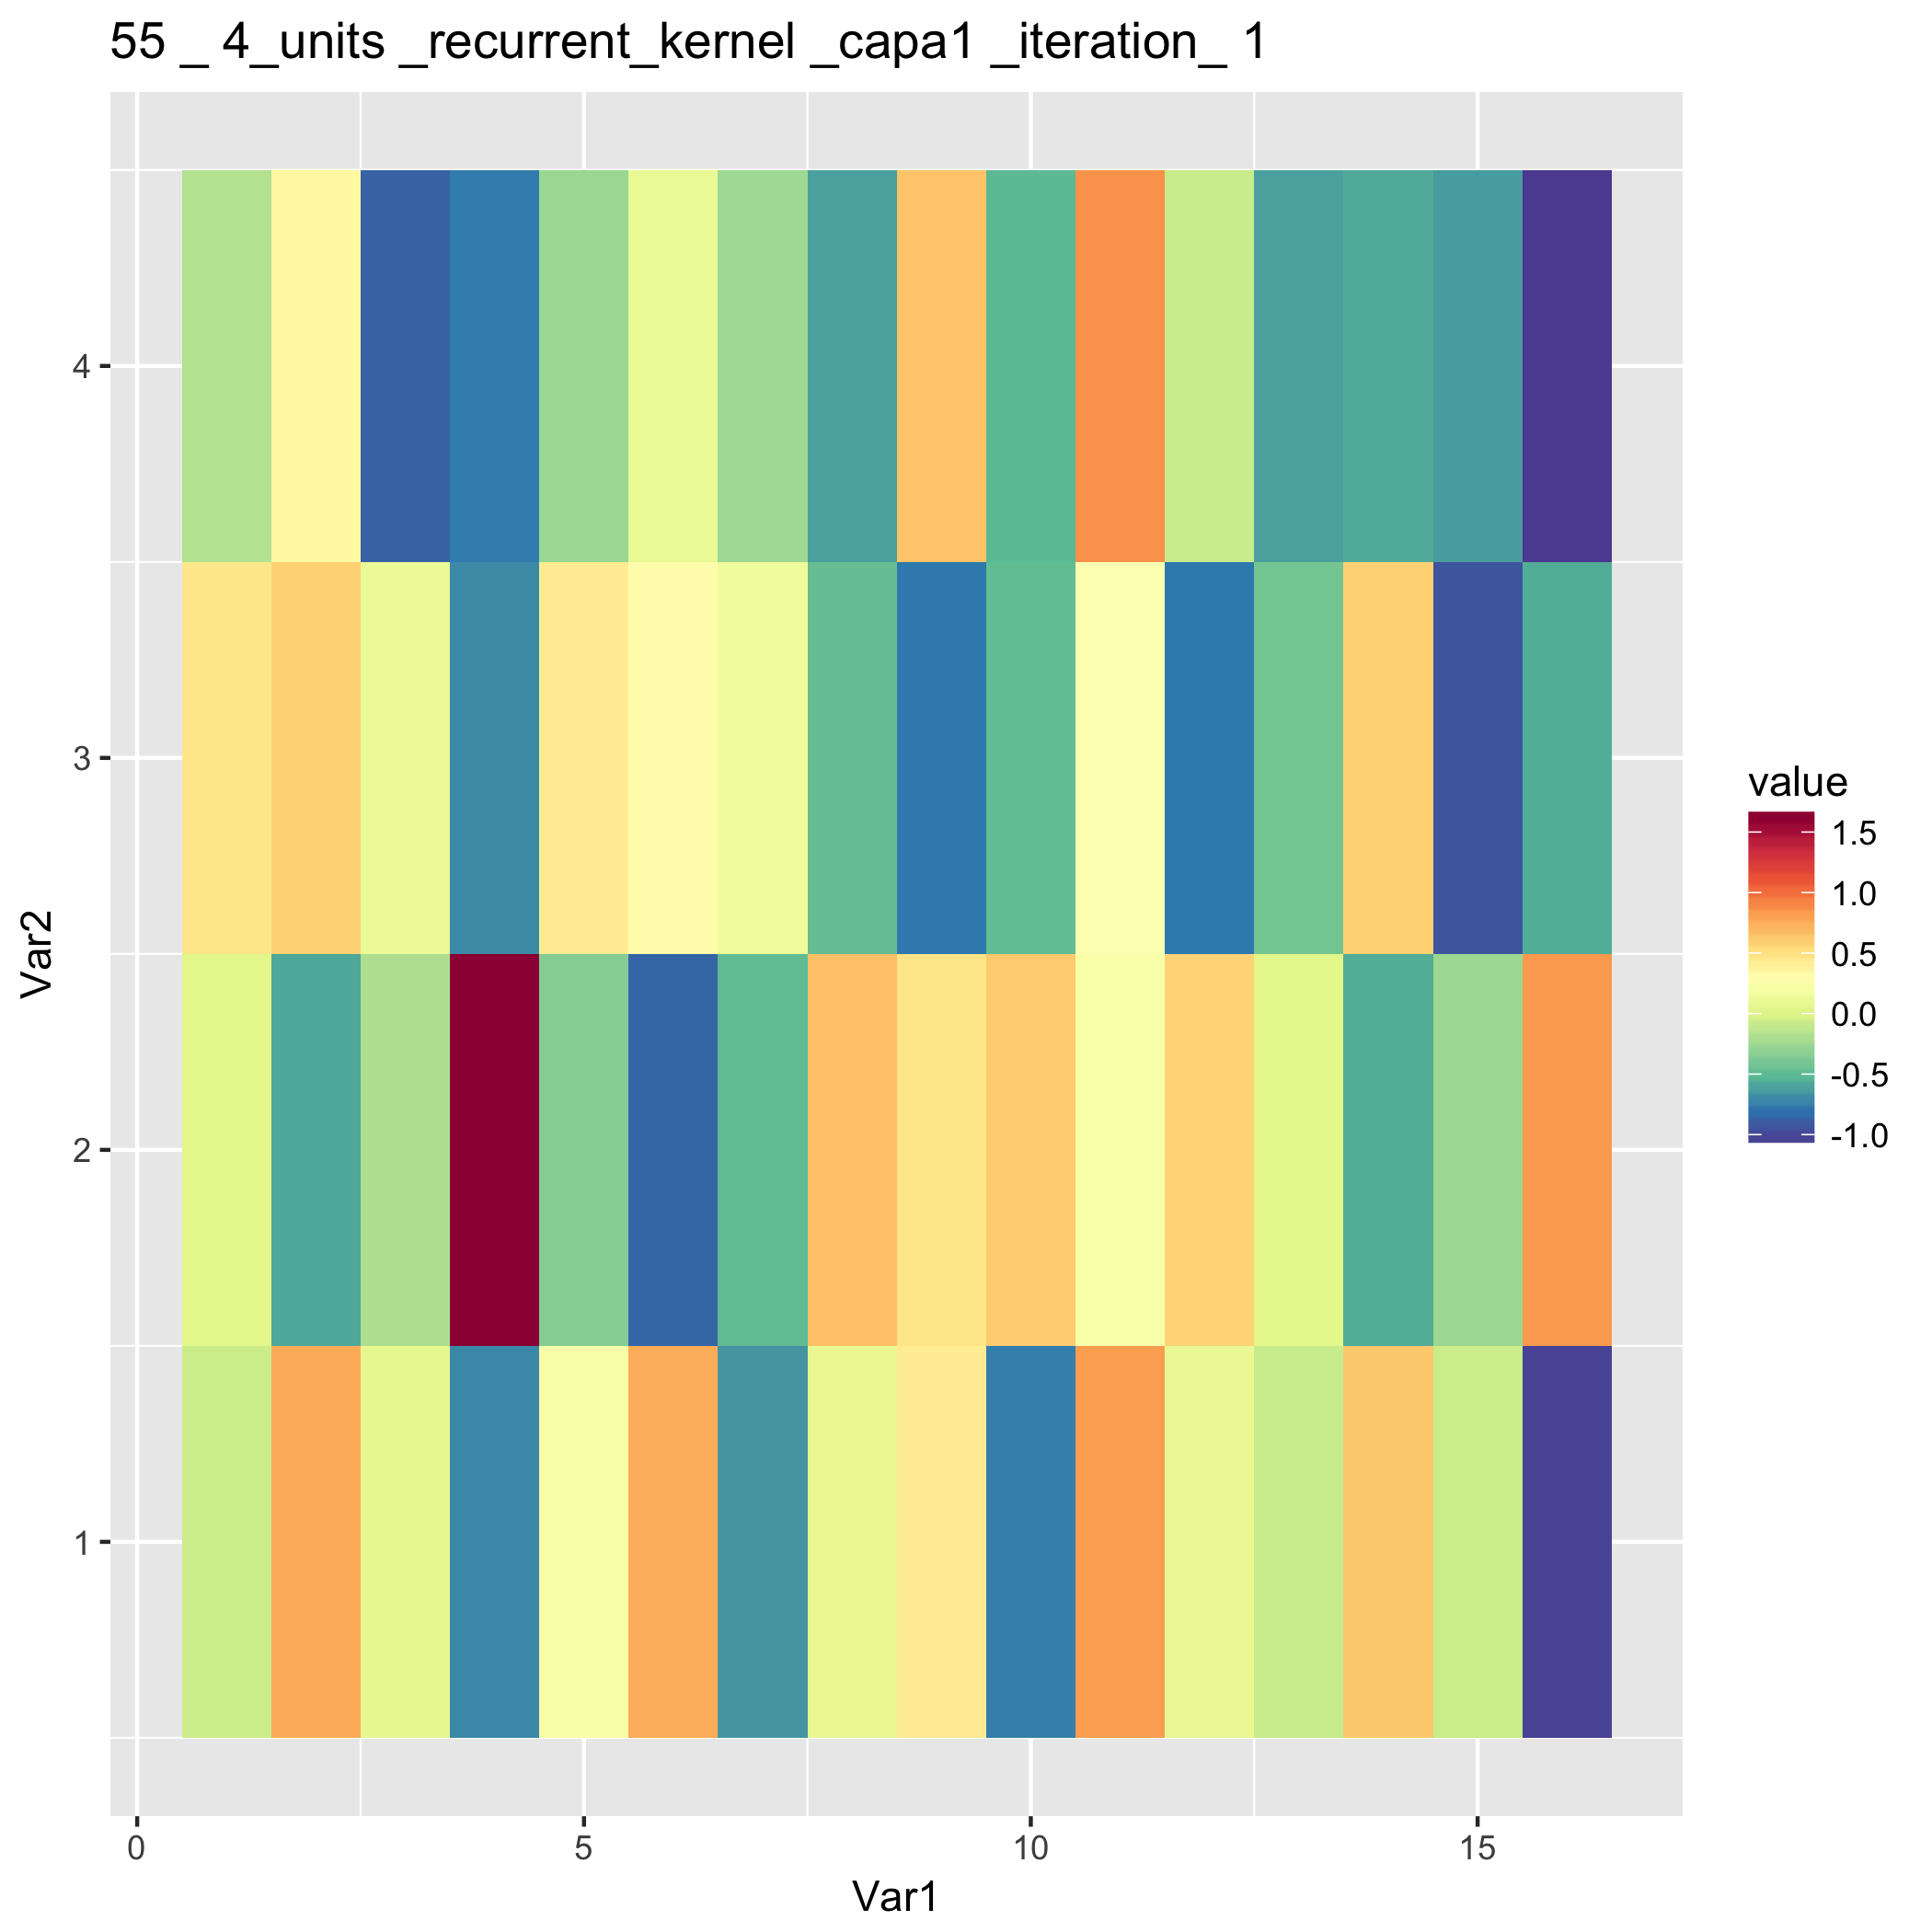 55 _ 4_units _recurrent_kernel _capa1 _iteration_ 1
4
3
2
1
Var2
0 5 10 15
Var1
value
1.5
1.0
0.5
0.0
-0.5
-1.0